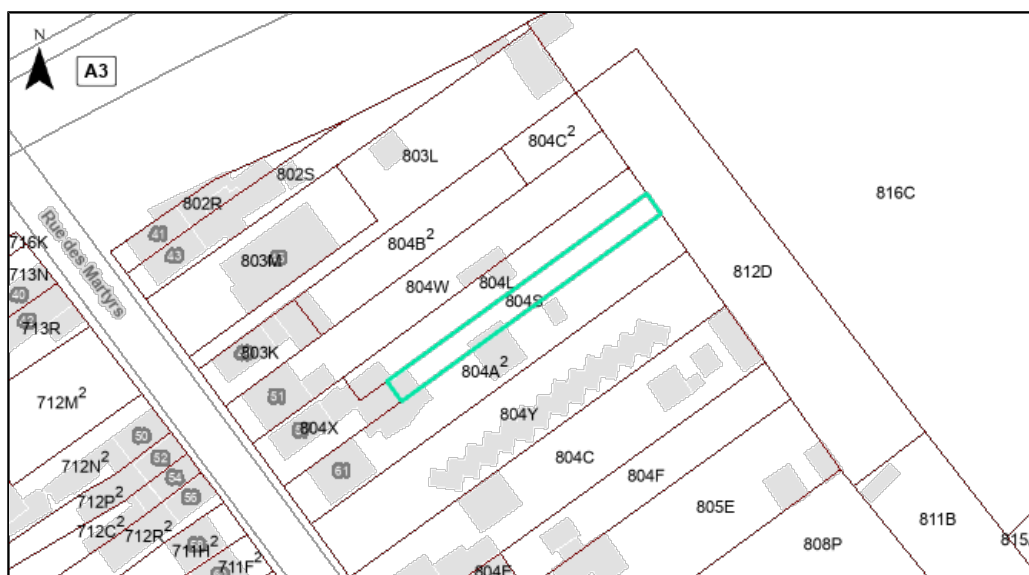 N
A3
816C
804C²
803L
802S
802R
41
43
Rue des Martyrs
716K
804B²
803M
812D
713N
40
804L
804W
804S
713R
803K
804A²
51
712M²
804X
804Y
50
61
804C
712N²
52
804F
54
712P²
56
805E
811B
712C²
712R²
808P
711H²
711F²
804E